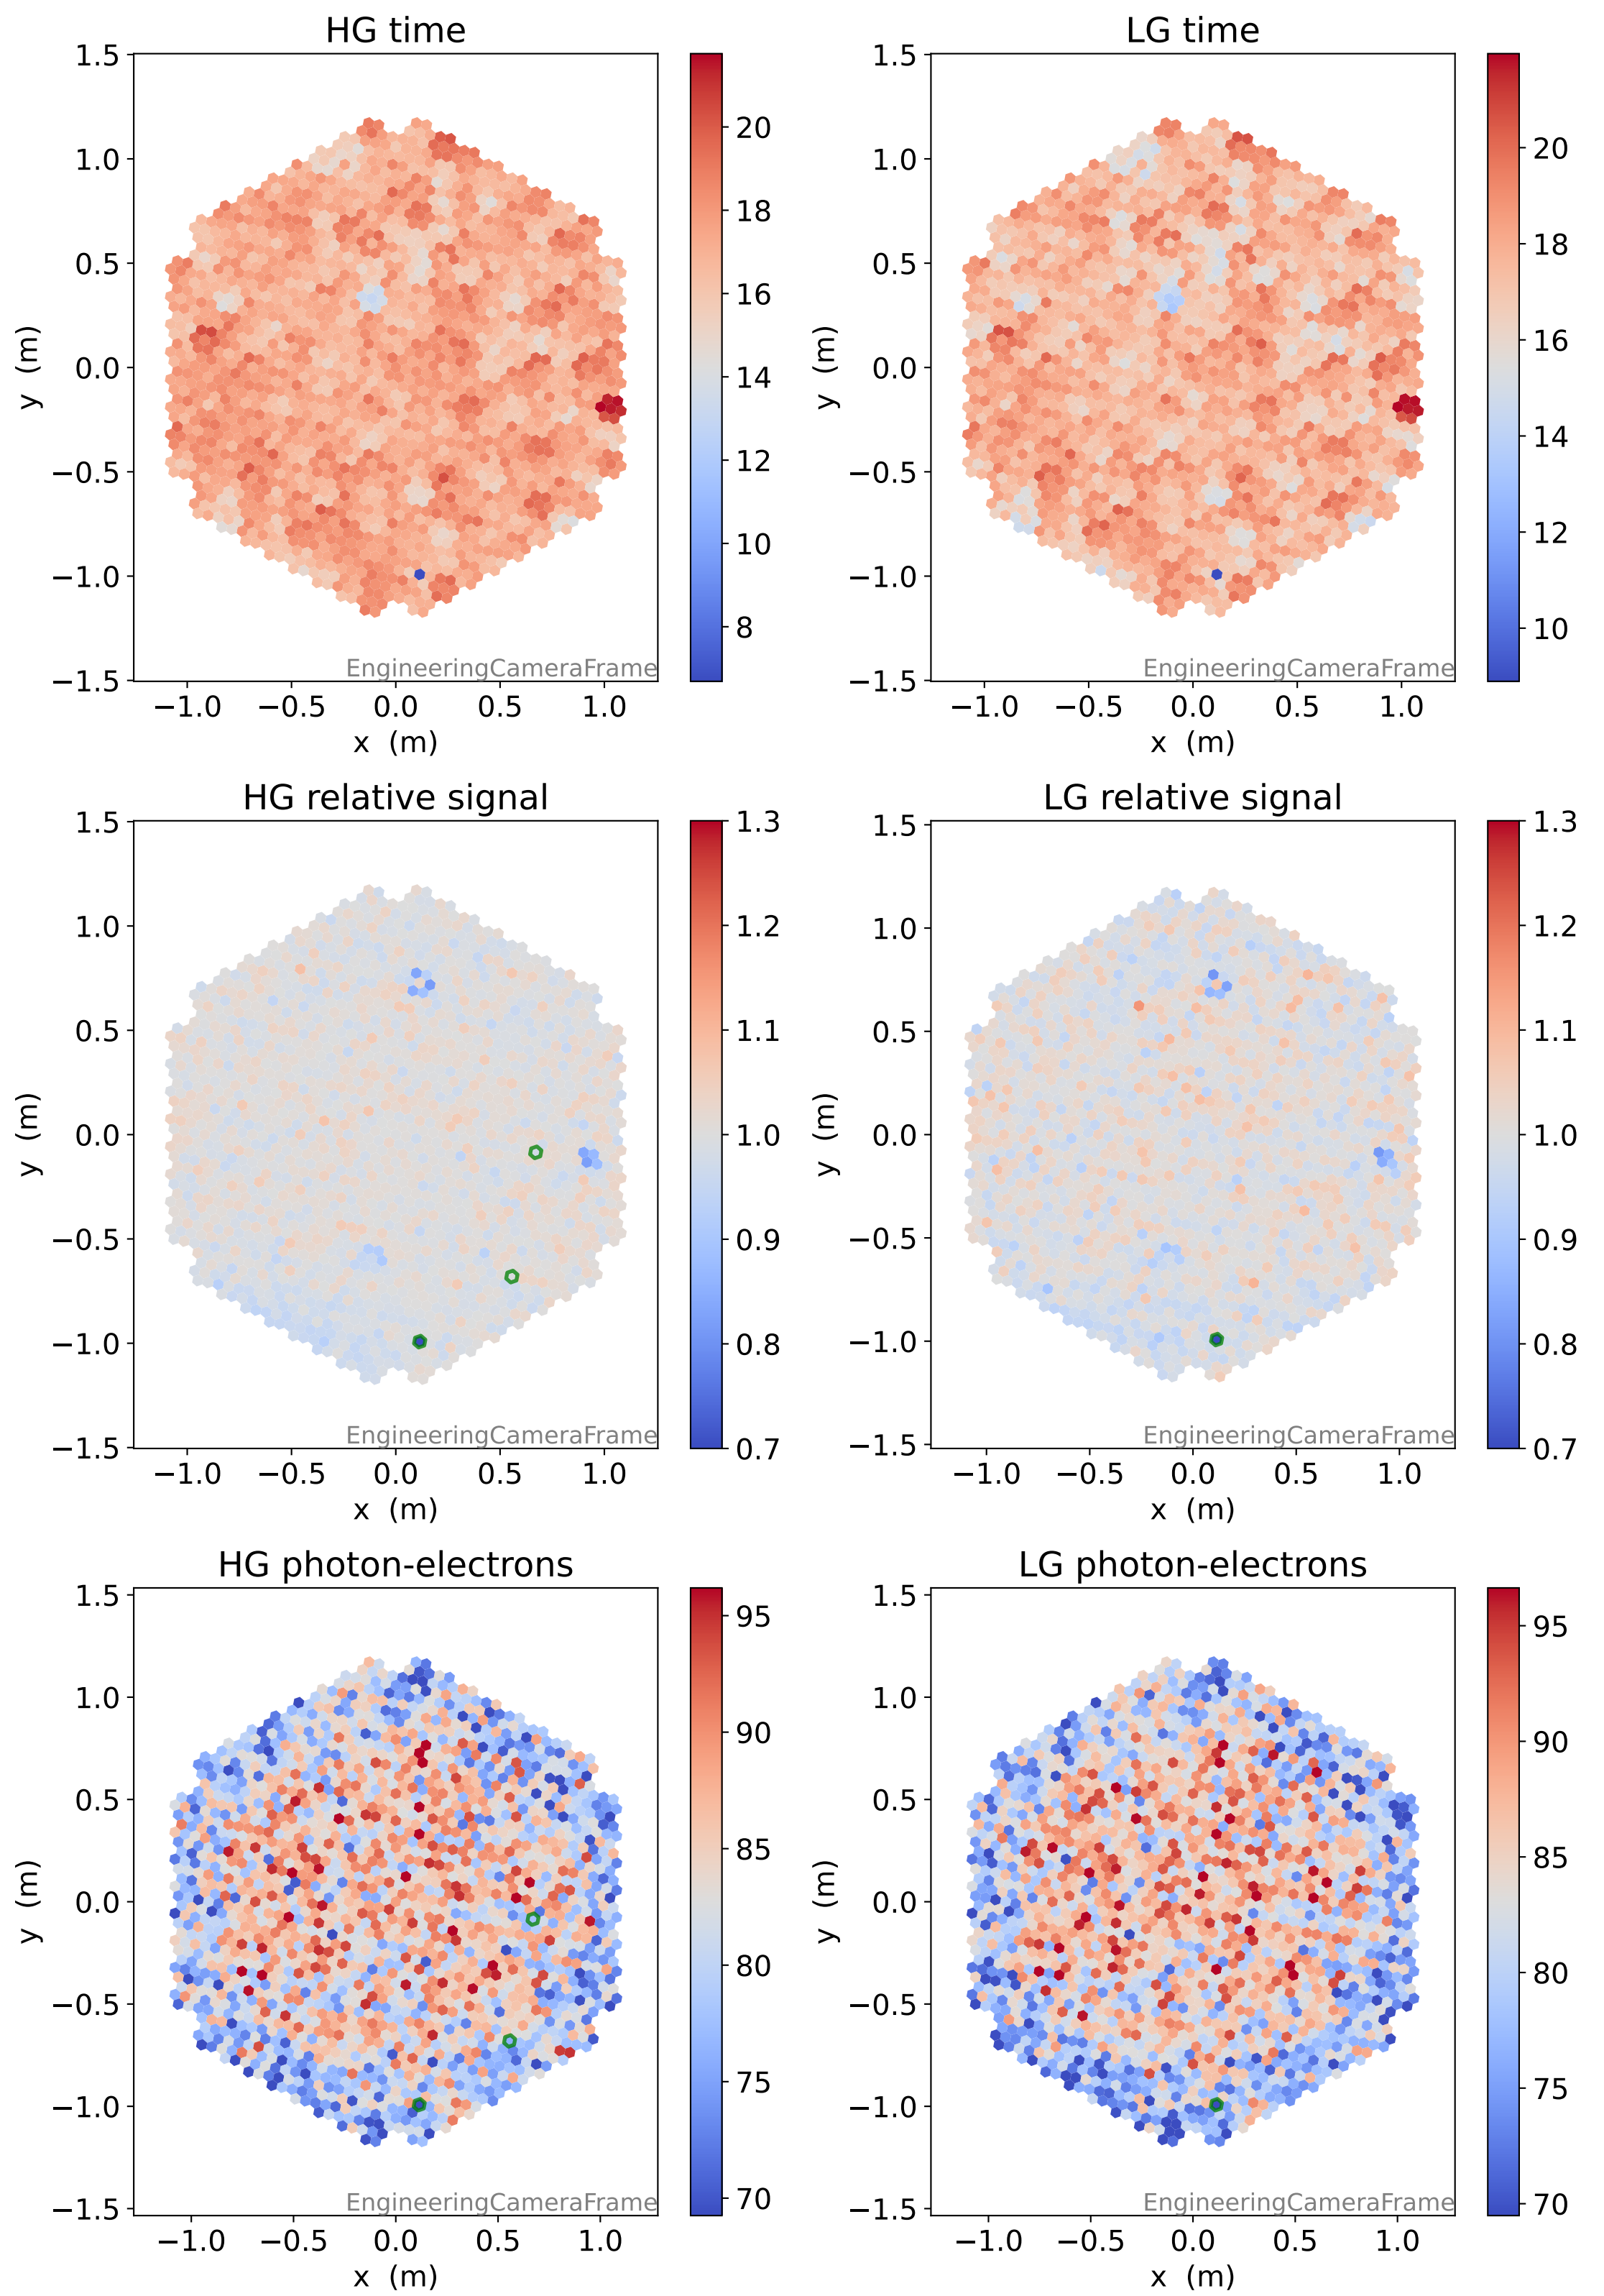 HG time
1.5
1.0
0.5
0.0
−0.5
−1.0
−1.5
y (m)
−1.0 −0.5 0.0 0.5 1.0
x (m)
EngineeringCameraFrame
20
18
16
14
12
10
8
LG time
1.5
1.0
0.5
0.0
−0.5
−1.0
−1.5
y (m)
−1.0 −0.5 0.0 0.5 1.0
x (m)
EngineeringCameraFrame
20
18
16
14
12
10
HG relative signal
1.5
1.0
0.5
0.0
−0.5
−1.0
−1.5
y (m)
−1.0 −0.5 0.0 0.5 1.0
x (m)
EngineeringCameraFrame
1.3
1.2
1.1
1.0
0.9
0.8
0.7
LG relative signal
1.5
1.0
0.5
0.0
−0.5
−1.0
−1.5
y (m)
−1.0 −0.5 0.0 0.5 1.0
x (m)
EngineeringCameraFrame
1.3
1.2
1.1
1.0
0.9
0.8
0.7
HG photon-electrons
1.5
1.0
0.5
0.0
−0.5
−1.0
−1.5
y (m)
−1.0 −0.5 0.0 0.5 1.0
x (m)
EngineeringCameraFrame
95
90
85
80
75
70
LG photon-electrons
1.5
1.0
0.5
0.0
−0.5
−1.0
−1.5
y (m)
−1.0 −0.5 0.0 0.5 1.0
x (m)
EngineeringCameraFrame
95
90
85
80
75
70